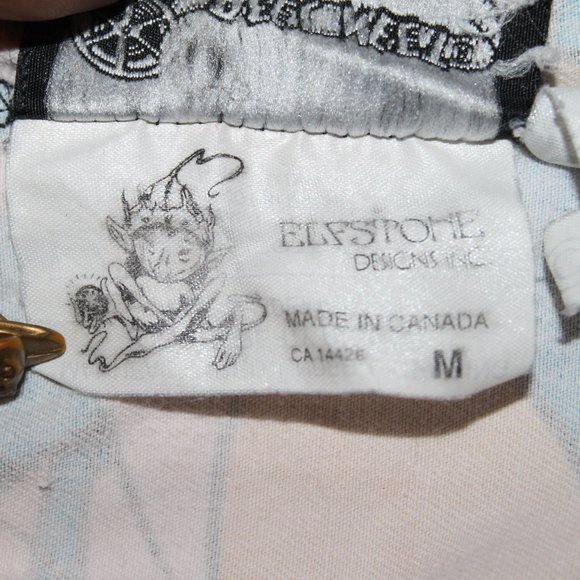 ELFSTONE
DESIGNS INC.
MADE IN CANADA
CA 14426
M